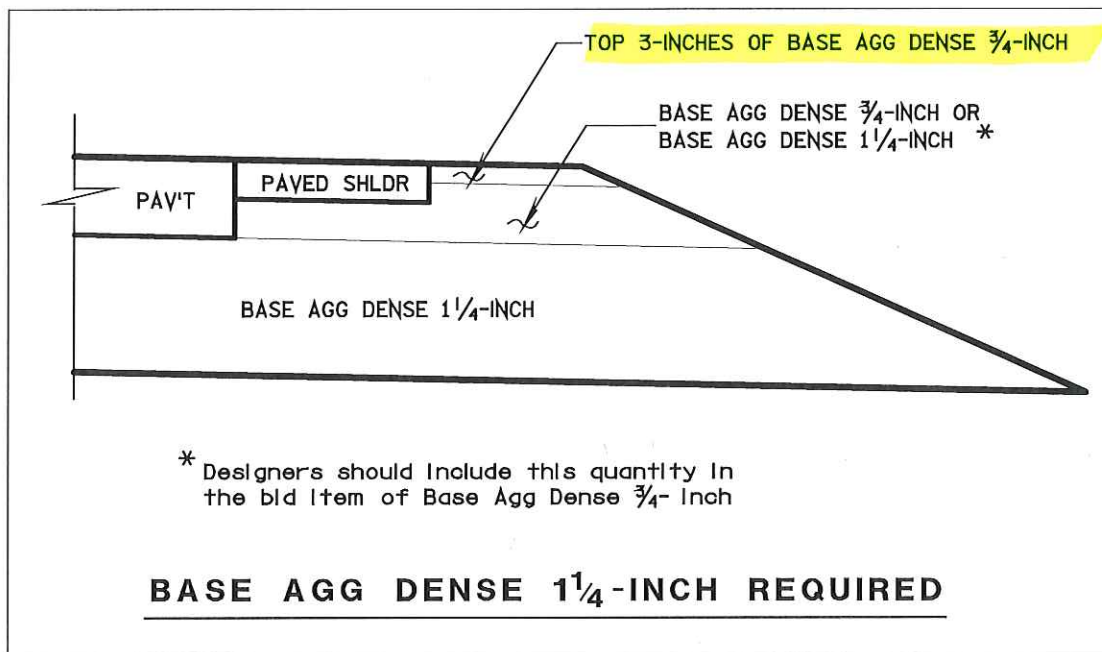 TOP 3-INCHES OF BASE AGG DENSE ¾-INCH
BASE AGG DENSE ¾-INCH OR
BASE AGG DENSE 1¼-INCH *
PAVED SHLDR
PAV'T
BASE AGG DENSE 1¼-INCH
* Designers should include this quantity in
the bid item of Base Agg Dense ¾- Inch
BASE AGG DENSE 1¼-INCH REQUIRED